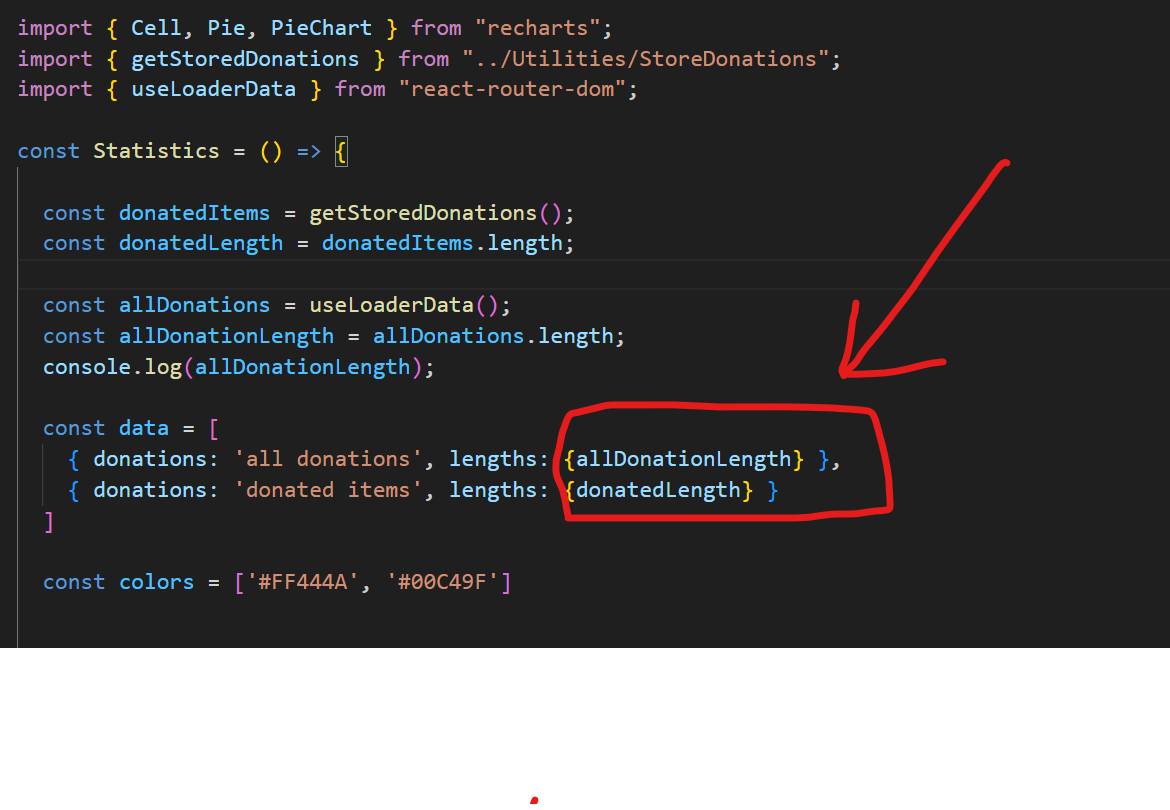 import { Cell, Pie, PieChart } from "recharts";
import { getStoredDonations } from "../Utilities/StoreDonations";
import { useLoaderData } from "react-router-dom";
const Statistics = () => {
const donatedItems = getStoredDonations();
const donatedLength = donatedItems.length;
const allDonations = useLoaderData();
const allDonationLength = allDonations.length;
console.log(allDonationLength);
const data = [
{ donations: 'all donations', lengths: {allDonationLength} },
{ donations: 'donated items', lengths: {donatedLength} }
]
const colors = ['#FF444A', '#00C49F']